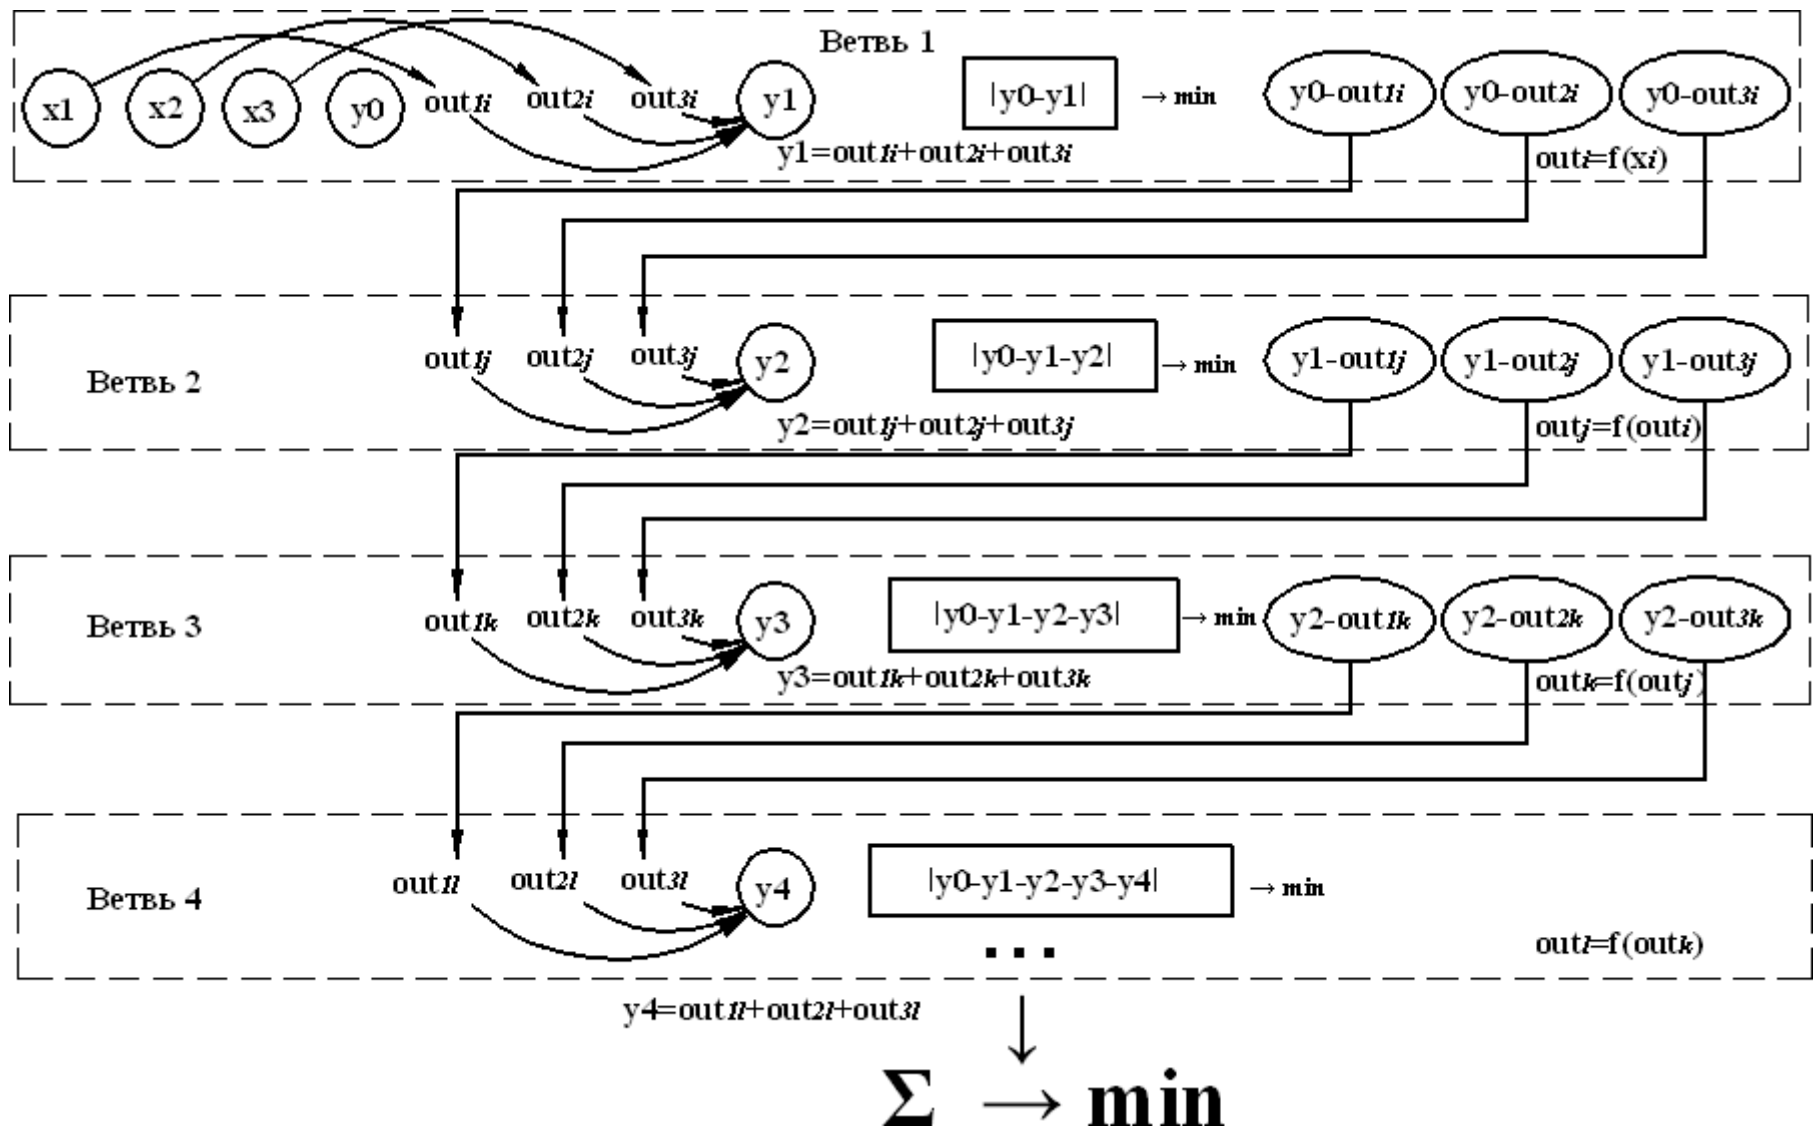 Ветвь 1
x1 x2 x3 y0 out1i out2i out3i y1 |y0-y1| → min y0-out1i y0-out2i y0-out3i
y1=out1i+out2i+out3i outi=f(xi)
Ветвь 2 out1j out2j out3j y2 |y0-y1-y2| → min y1-out1j y1-out2j y1-out3j
y2=out1j+out2j+out3j outj=f(outi)
Ветвь 3 out1k out2k out3k y3 |y0-y1-y2-y3| → min y2-out1k y2-out2k y2-out3k
y3=out1k+out2k+out3k outk=f(outj)
Ветвь 4 out1l out2l out3l y4 |y0-y1-y2-y3-y4| → min
... outl=f(outk)
y4=out1l+out2l+out3l
Σ → min